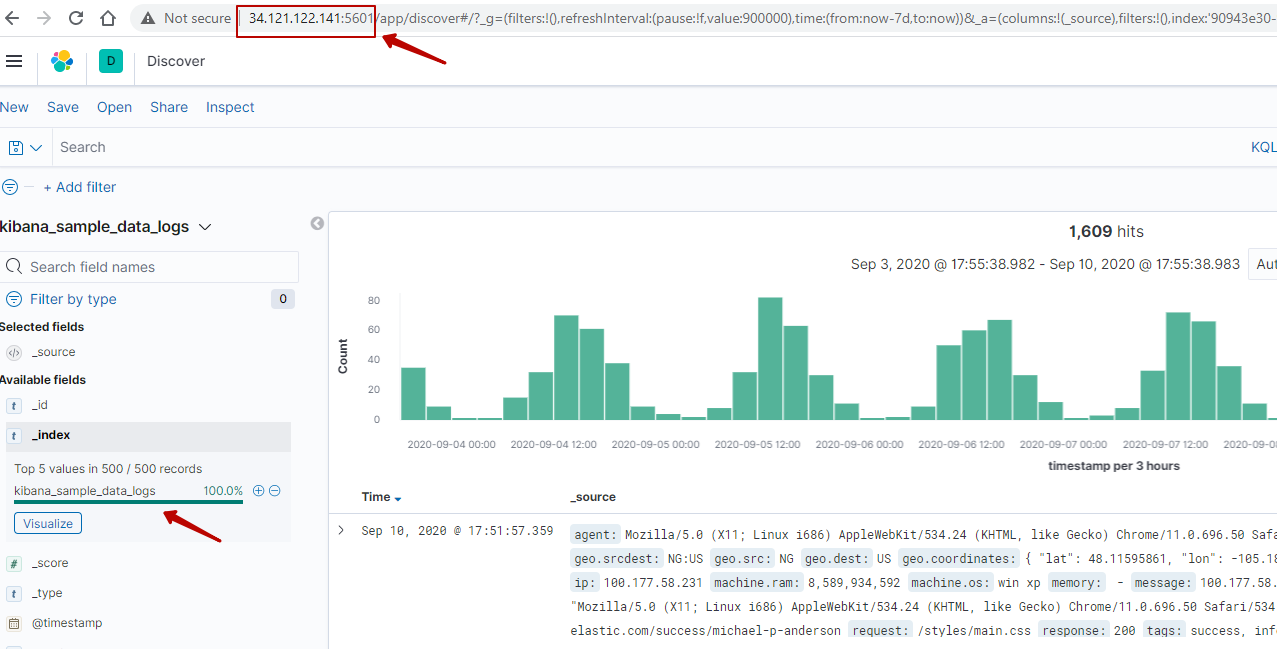 Not secure | 34.121.122.141:5601/app/discover#/?_g=(filters:!(),refreshInterval:(pause:!f,value:900000),time:(from:now-7d,to:now))&_a=(columns:!(_source),filters:!(),index:'90943e30-
D Discover
New Save Open Share Inspect
Search KQL
+ Add filter
kibana_sample_data_logs
1,609 hits
Search field names
Sep 3, 2020 @ 17:55:38.982 - Sep 10, 2020 @ 17:55:38.983 Aut
Filter by type 0
Selected fields
</> _source
Available fields
t _id
t _index
Top 5 values in 500 / 500 records
kibana_sample_data_logs 100.0%
Visualize
# _score
t _type
@timestamp
Count
80
60
40
20
0
2020-09-04 00:00 2020-09-04 12:00 2020-09-05 00:00 2020-09-05 12:00 2020-09-06 00:00 2020-09-06 12:00 2020-09-07 00:00 2020-09-07 12:00 2020-09-08
timestamp per 3 hours
Time _source
Sep 10, 2020 @ 17:51:57.359
agent: Mozilla/5.0 (X11; Linux i686) AppleWebKit/534.24 (KHTML, like Gecko) Chrome/11.0.696.50 Safa
geo.srcdest: NG:US geo.src: NG geo.dest: US geo.coordinates: { "lat": 48.11595861, "lon": -105.18
ip: 100.177.58.231 machine.ram: 8,589,934,592 machine.os: win xp memory: - message: 100.177.58.
"Mozilla/5.0 (X11; Linux i686) AppleWebKit/534.24 (KHTML, like Gecko) Chrome/11.0.696.50 Safari/534
elastic.com/success/michael-p-anderson request: /styles/main.css response: 200 tags: success, info